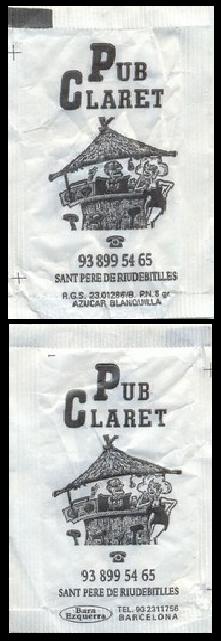 PUB
CLARET
93 899 54 65
SANT PERE DE RIUDEBITLLES
R.G.S. 23.01286/B. P.N. 8 gr.
AZUCAR BLANQUILLA
PUB
CLARET
93 899 54 65
SANT PERE DE RIUDEBITLLES
Bara
Ezquerra
TEL. 93.2311756
BARCELONA